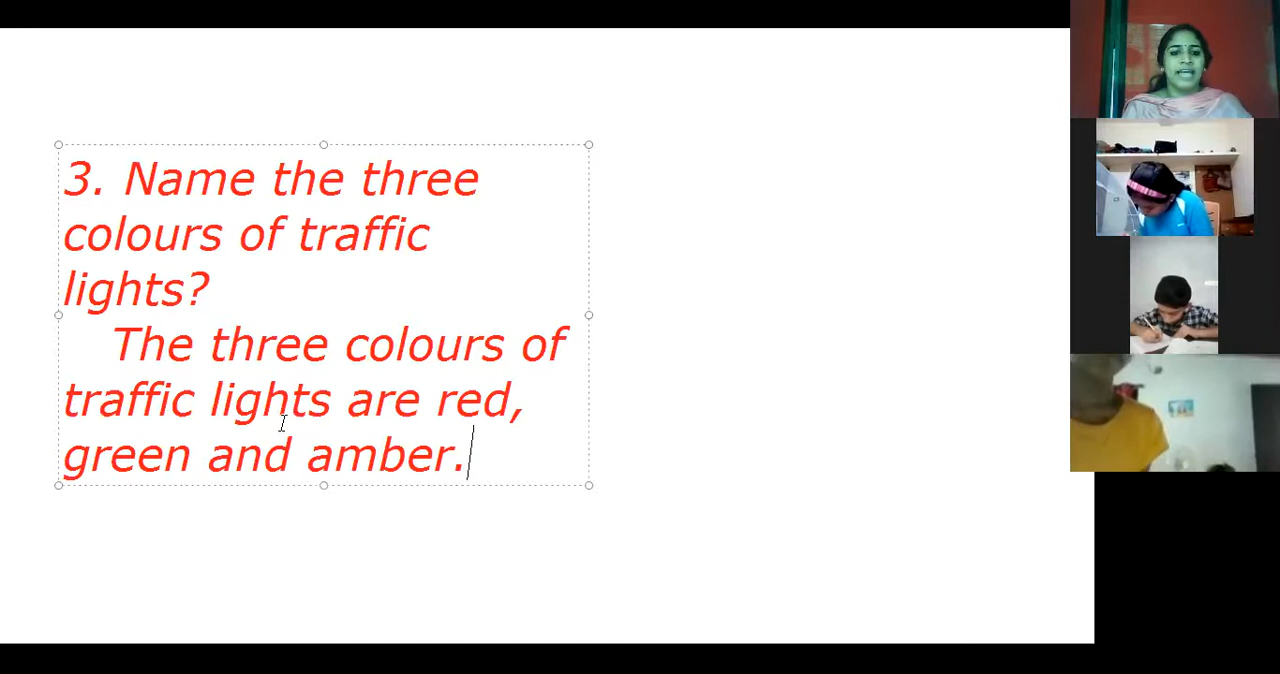 3. Name the three
colours of traffic
lights?
The three colours of
traffic lights are red,
green and amber.